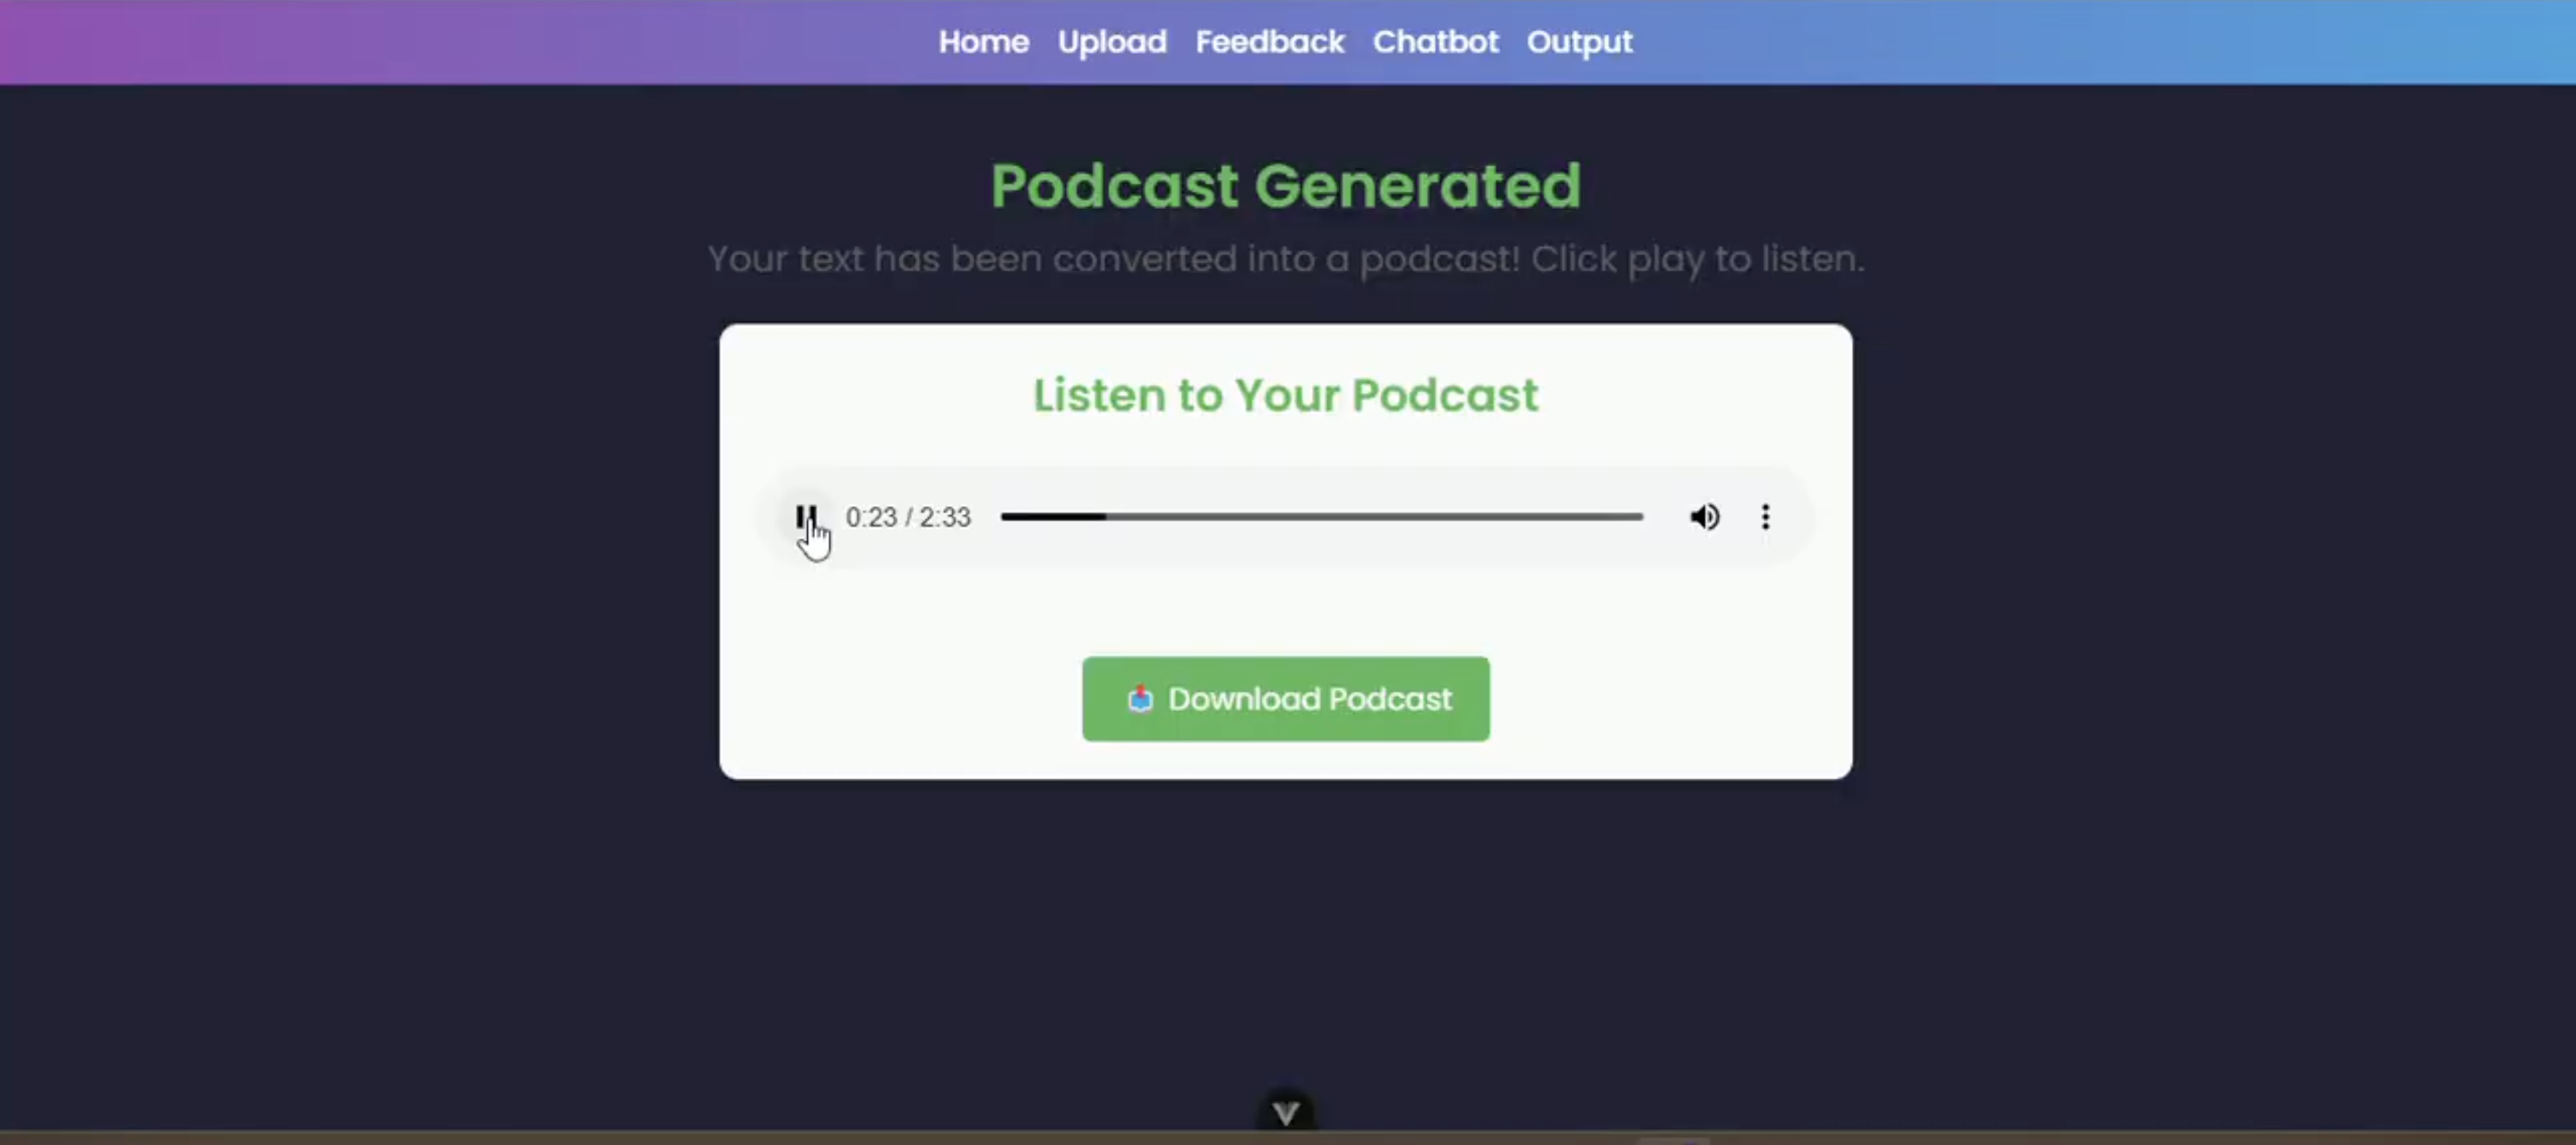 Home Upload Feedback Chatbot Output
Podcast Generated
Your text has been converted into a podcast! Click play to listen.
Listen to Your Podcast
0:23 / 2:33
Download Podcast